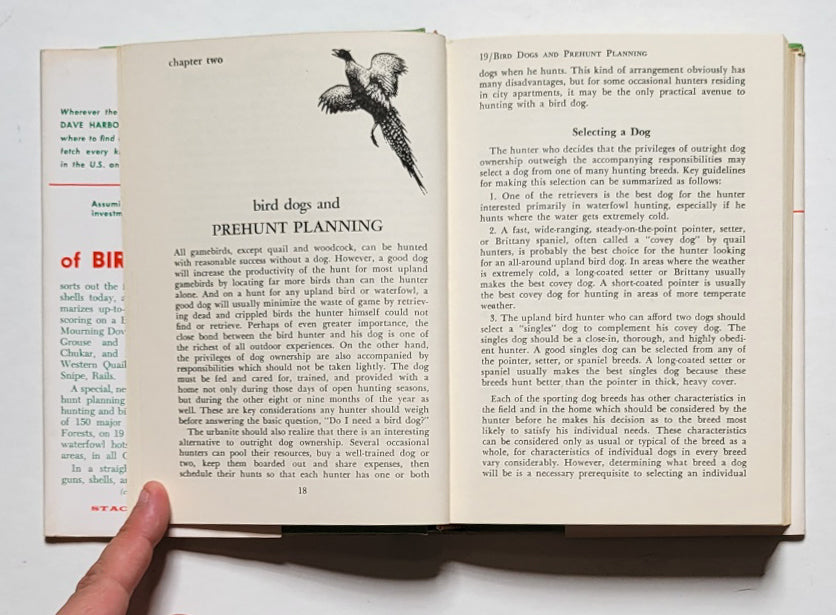 Wherever the
DAVE HARBO
where to find
fetch every k
in the U.S. an
Assumi
investm
of BIR
sorts out the
shells today, a
marizes up-to-
scoring on a
Mourning Dov
Grouse and
Chukar, and
Western Quail
Snipe, Rails.
A special, ne
hunt planning
hunting and bi
of 150 major
Forests, on 19
waterfowl hot
areas, in all C
In a straigh
guns, shells, a
STAC
chapter two
bird dogs and
PREHUNT PLANNING
All gamebirds, except quail and woodcock, can be hunted
with reasonable success without a dog. However, a good dog
will increase the productivity of the hunt for most upland
gamebirds by locating far more birds than can the hunter
alone. And on a hunt for any upland bird or waterfowl, a
good dog will usually minimize the waste of game by retriev-
ing dead and crippled birds the hunter himself could not
find or retrieve. Perhaps of even greater importance, the
close bond between the bird hunter and his dog is one of
the richest of all outdoor experiences. On the other hand,
the privileges of dog ownership are also accompanied by
responsibilities which should not be taken lightly. The dog
must be fed and cared for, trained, and provided with a
home not only during those days of open hunting seasons,
but during the other eight or nine months of the year as
well. These are key considerations any hunter should weigh
before answering the basic question, "Do I need a bird dog?"
The urbanite should also realize that there is an interesting
alternative to outright dog ownership. Several occasional
hunters can pool their resources, buy a well-trained dog or
two, keep them boarded out and share expenses, then
schedule their hunts so that each hunter has one or both
18
19/BIRD DOGS AND PREHUNT PLANNING
dogs when he hunts. This kind of arrangement obviously has
many disadvantages, but for some occasional hunters residing
in city apartments, it may be the only practical avenue to
hunting with a bird dog.
Selecting a Dog
The hunter who decides that the privileges of outright dog
ownership outweigh the accompanying responsibilities may
select a dog from one of many hunting breeds. Key guidelines
for making this selection can be summarized as follows:
1. One of the retrievers is the best dog for the hunter
interested primarily in waterfowl hunting, especially if he
hunts where the water gets extremely cold.
2. A fast, wide-ranging, steady-on-the-point pointer, setter,
or Brittany spaniel, often called a "covey dog" by quail
hunters, is probably the best choice for the hunter looking
for an all-around upland bird dog. In areas where the weather
is extremely cold, a long-coated setter or Brittany usually
makes the best covey dog. A short-coated pointer is usually
the best covey dog for hunting in areas of more temperate
weather.
3. The upland bird hunter who can afford two dogs should
select a "singles" dog to complement his covey dog. The
singles dog should be a close-in, thorough, and highly obedi-
ent hunter. A good singles dog can be selected from any of
the pointer, setter, or spaniel breeds. A long-coated setter or
spaniel usually makes the best singles dog because these
breeds hunt better than the pointer in thick, heavy cover.
Each of the sporting dog breeds has other characteristics in
the field and in the home which should be considered by the
hunter before he makes his decision as to the breed most
likely to satisfy his individual needs. These characteristics
can be considered only as usual or typical of the breed as a
whole, for characteristics of individual dogs in every breed
vary considerably. However, determining what breed a dog
will be is a necessary prerequisite to selecting an individual